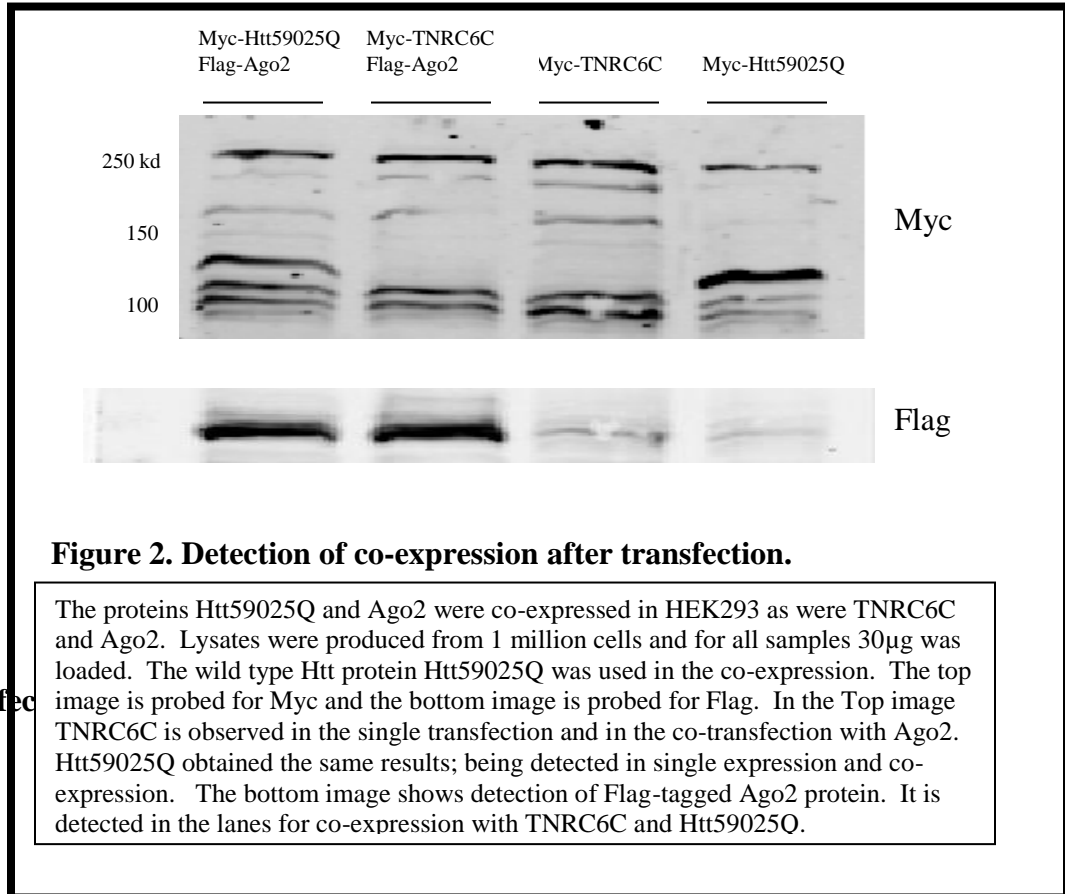 Myc-Htt59025Q Myc-TNRC6C
Flag-Ago2 Flag-Ago2 Myc-TNRC6C Myc-Htt59025Q
250 kd
Myc
150
100
Flag
Figure 2. Detection of co-expression after transfection.
The proteins Htt59025Q and Ago2 were co-expressed in HEK293 as were TNRC6C
and Ago2. Lysates were produced from 1 million cells and for all samples 30µg was
loaded. The wild type Htt protein Htt59025Q was used in the co-expression. The top
image is probed for Myc and the bottom image is probed for Flag. In the Top image
TNRC6C is observed in the single transfection and in the co-transfection with Ago2.
Htt59025Q obtained the same results; being detected in single expression and co-
expression. The bottom image shows detection of Flag-tagged Ago2 protein. It is
detected in the lanes for co-expression with TNRC6C and Htt59025Q.